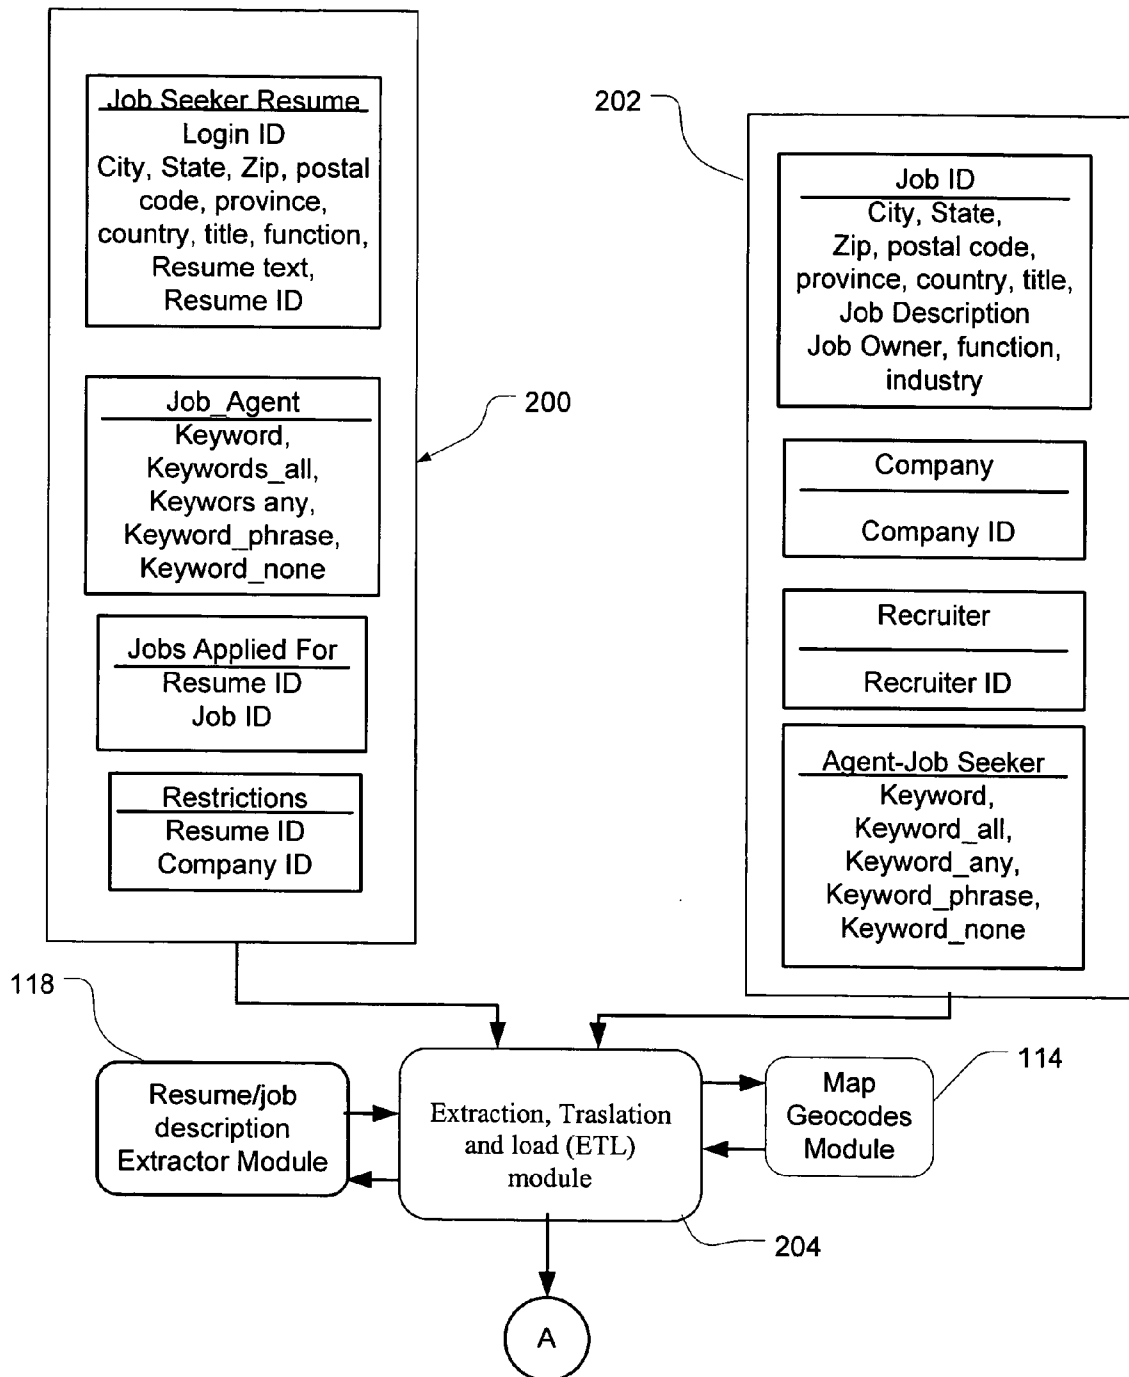 Job Seeker Resume
Login ID
City, State, Zip, postal
code, province,
country, title, function,
Resume text,
Resume ID
Job_Agent
Keyword,
Keywords_all,
Keywors any,
Keyword_phrase,
Keyword_none
Jobs Applied For
Resume ID
Job ID
Restrictions
Resume ID
Company ID
200
202
Job ID
City, State,
Zip, postal code,
province, country, title,
Job Description
Job Owner, function,
industry
Company
Company ID
Recruiter
Recruiter ID
Agent-Job Seeker
Keyword,
Keyword_all,
Keyword_any,
Keyword_phrase,
Keyword_none
118
Resume/job
description
Extractor Module
Extraction, Traslation
and load (ETL)
module
Map
Geocodes
Module
114
204
A